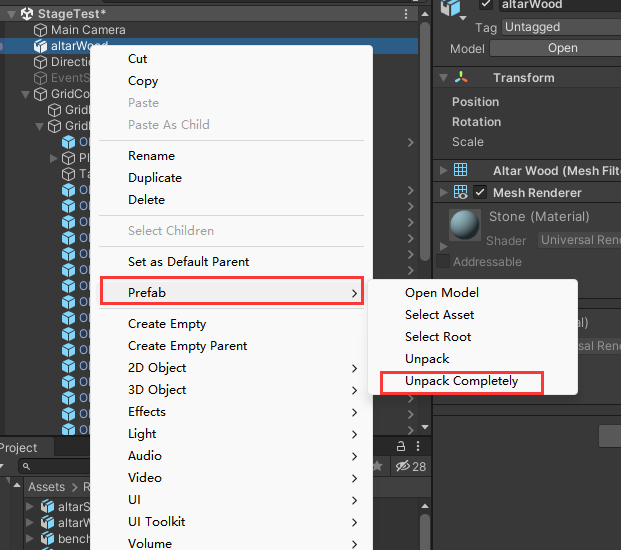 StageTest*
Main Camera
altarWood
Directi
EventS
GridCo
Grid
Grid
Ob
Pl
Ta
Cut
Copy
Paste
Paste As Child
Rename
Duplicate
Delete
Select Children
Set as Default Parent
Prefab
Create Empty
Create Empty Parent
2D Object
3D Object
Effects
Light
Audio
Video
UI
UI Toolkit
Volume
Open Model
Select Asset
Select Root
Unpack
Unpack Completely
altarWood
Tag Untagged
Model Open
Transform
Position
Rotation
Scale
Altar Wood (Mesh Filt
Mesh Renderer
Stone (Material)
Shader Universal Rend
Addressable
al)
Universal Rend
Project
28
Assets > R
altarS
altarW
bench